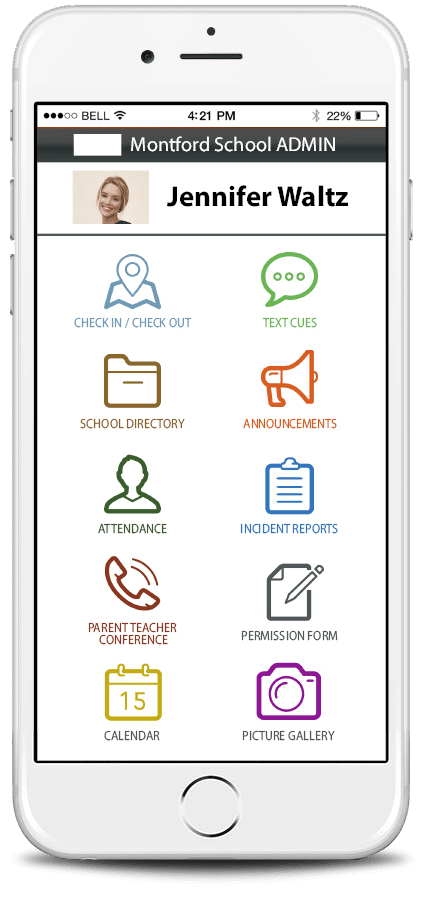 BELL 4:21 PM 22%
Montford School ADMIN
Jennifer Waltz
CHECK IN / CHECK OUT TEXT CUES
SCHOOL DIRECTORY ANNOUNCEMENTS
ATTENDANCE INCIDENT REPORTS
PARENT TEACHER
CONFERENCE
PERMISSION FORM
15
CALENDAR PICTURE GALLERY